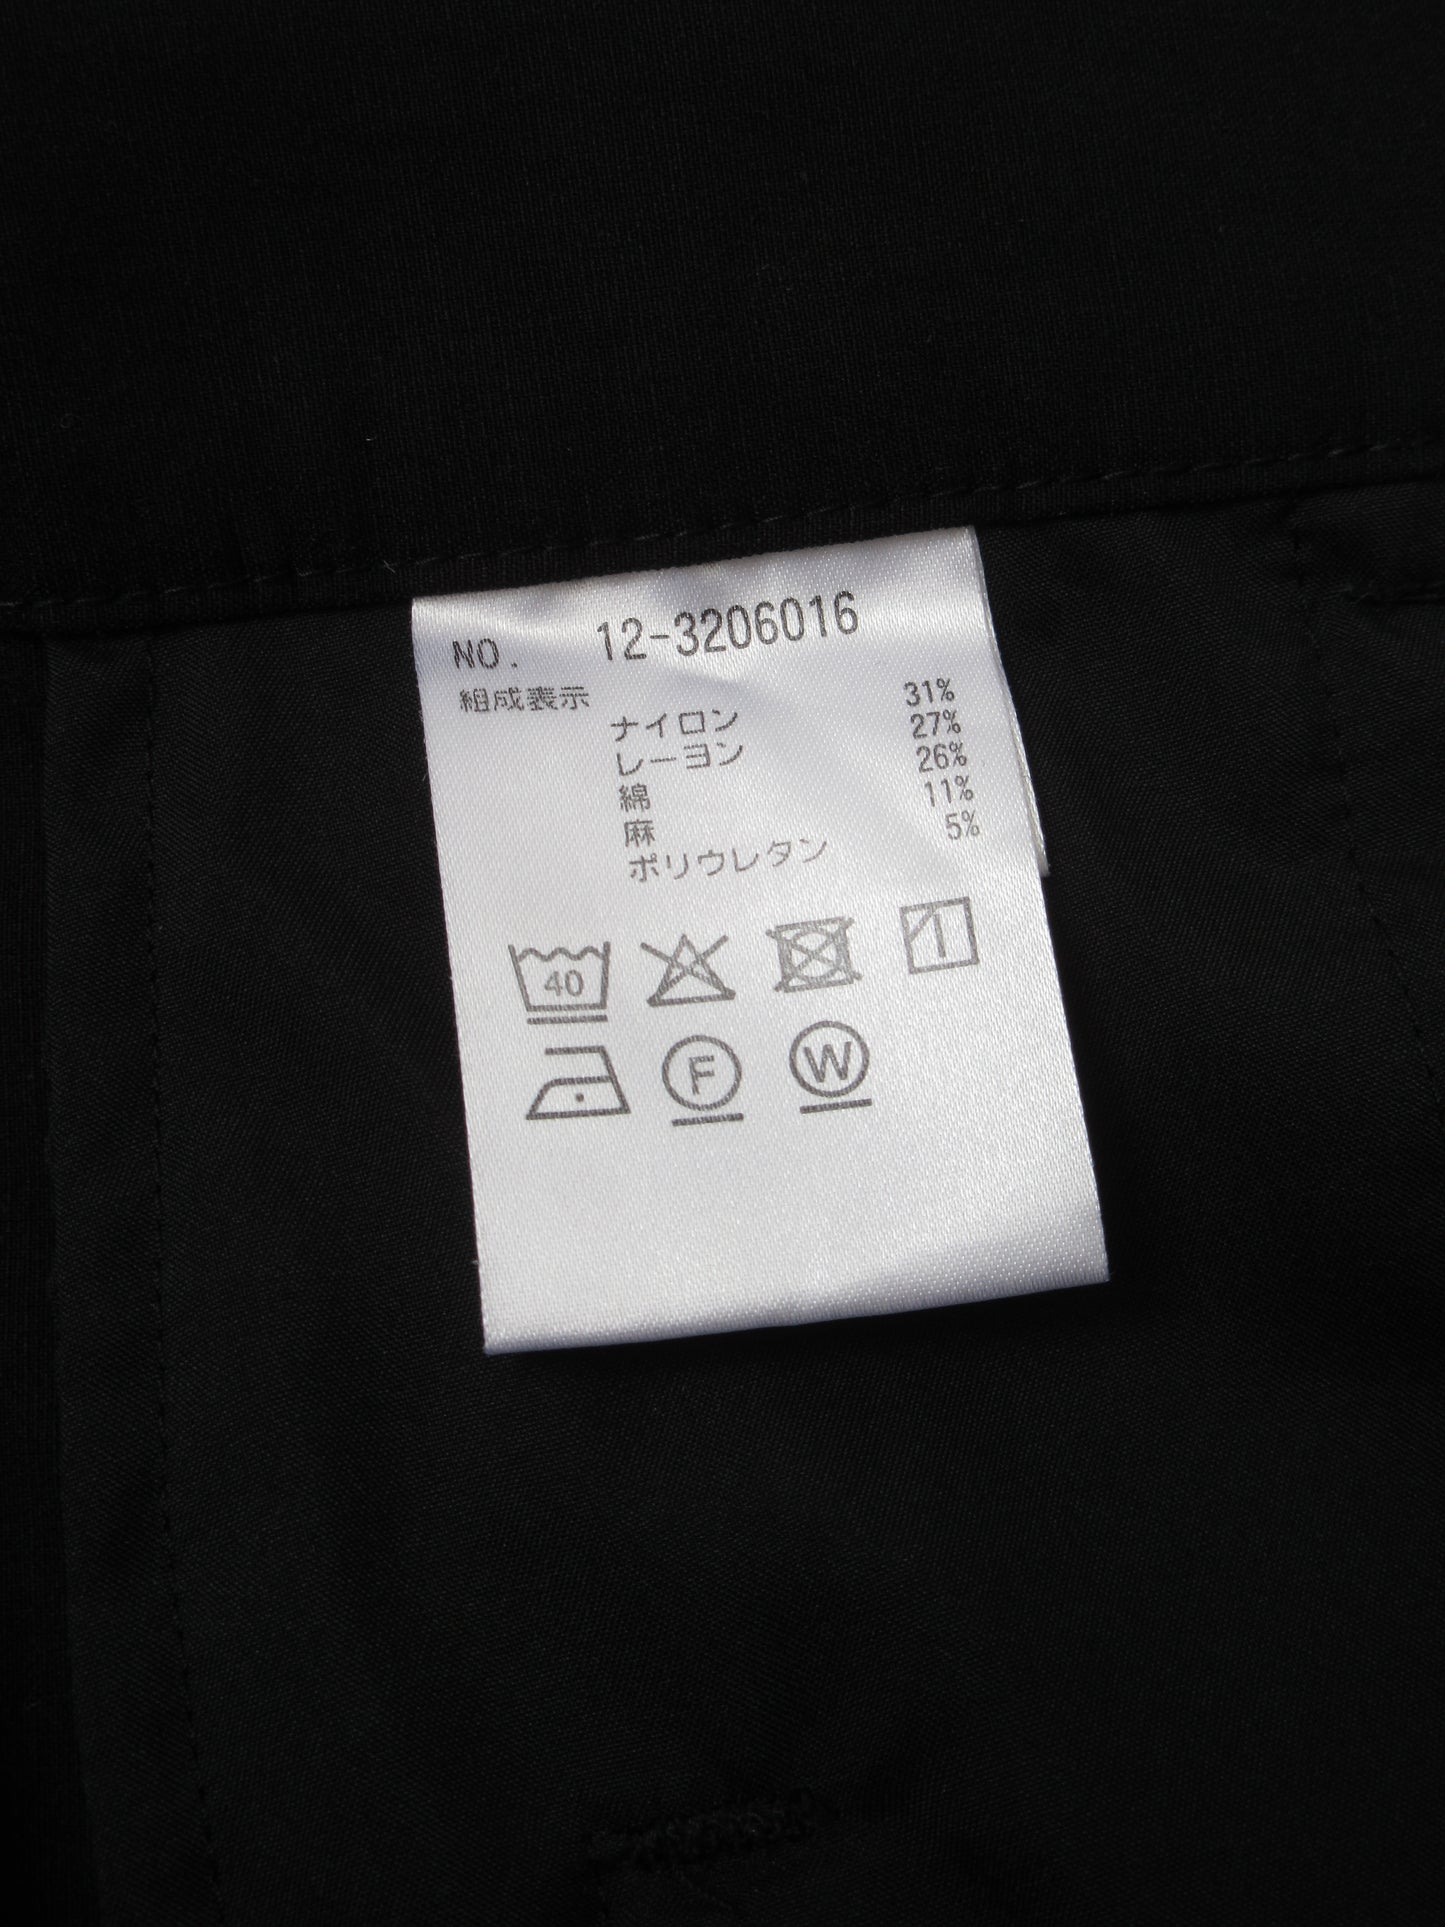 NO. 12-3206016
組成表示
ナイロン 31%
レーヨン 27%
綿 26%
麻 11%
ポリウレタン 5%
40
F W